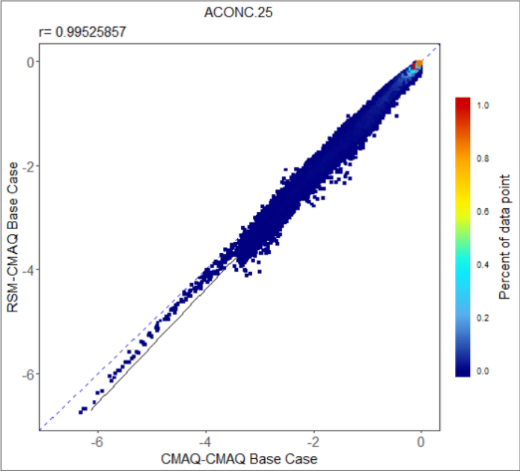 ACONC.25
r= 0.99525857
0
-2
-4
-6
RSM-CMAQ Base Case
-6
-4
-2
0
CMAQ-CMAQ Base Case
1.0
0.8
0.6
0.4
0.2
0.0
Percent of data point